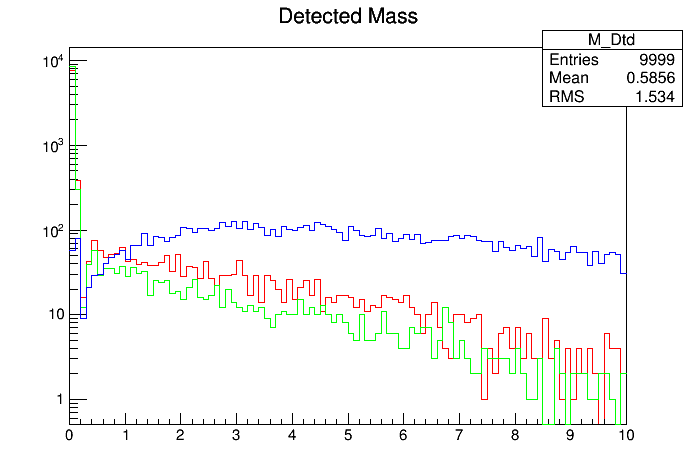 Detected Mass
M_Dtd
Entries 9999
Mean 0.5856
RMS 1.534
10^4
10^3
10^2
10
1
0 1 2 3 4 5 6 7 8 9 10